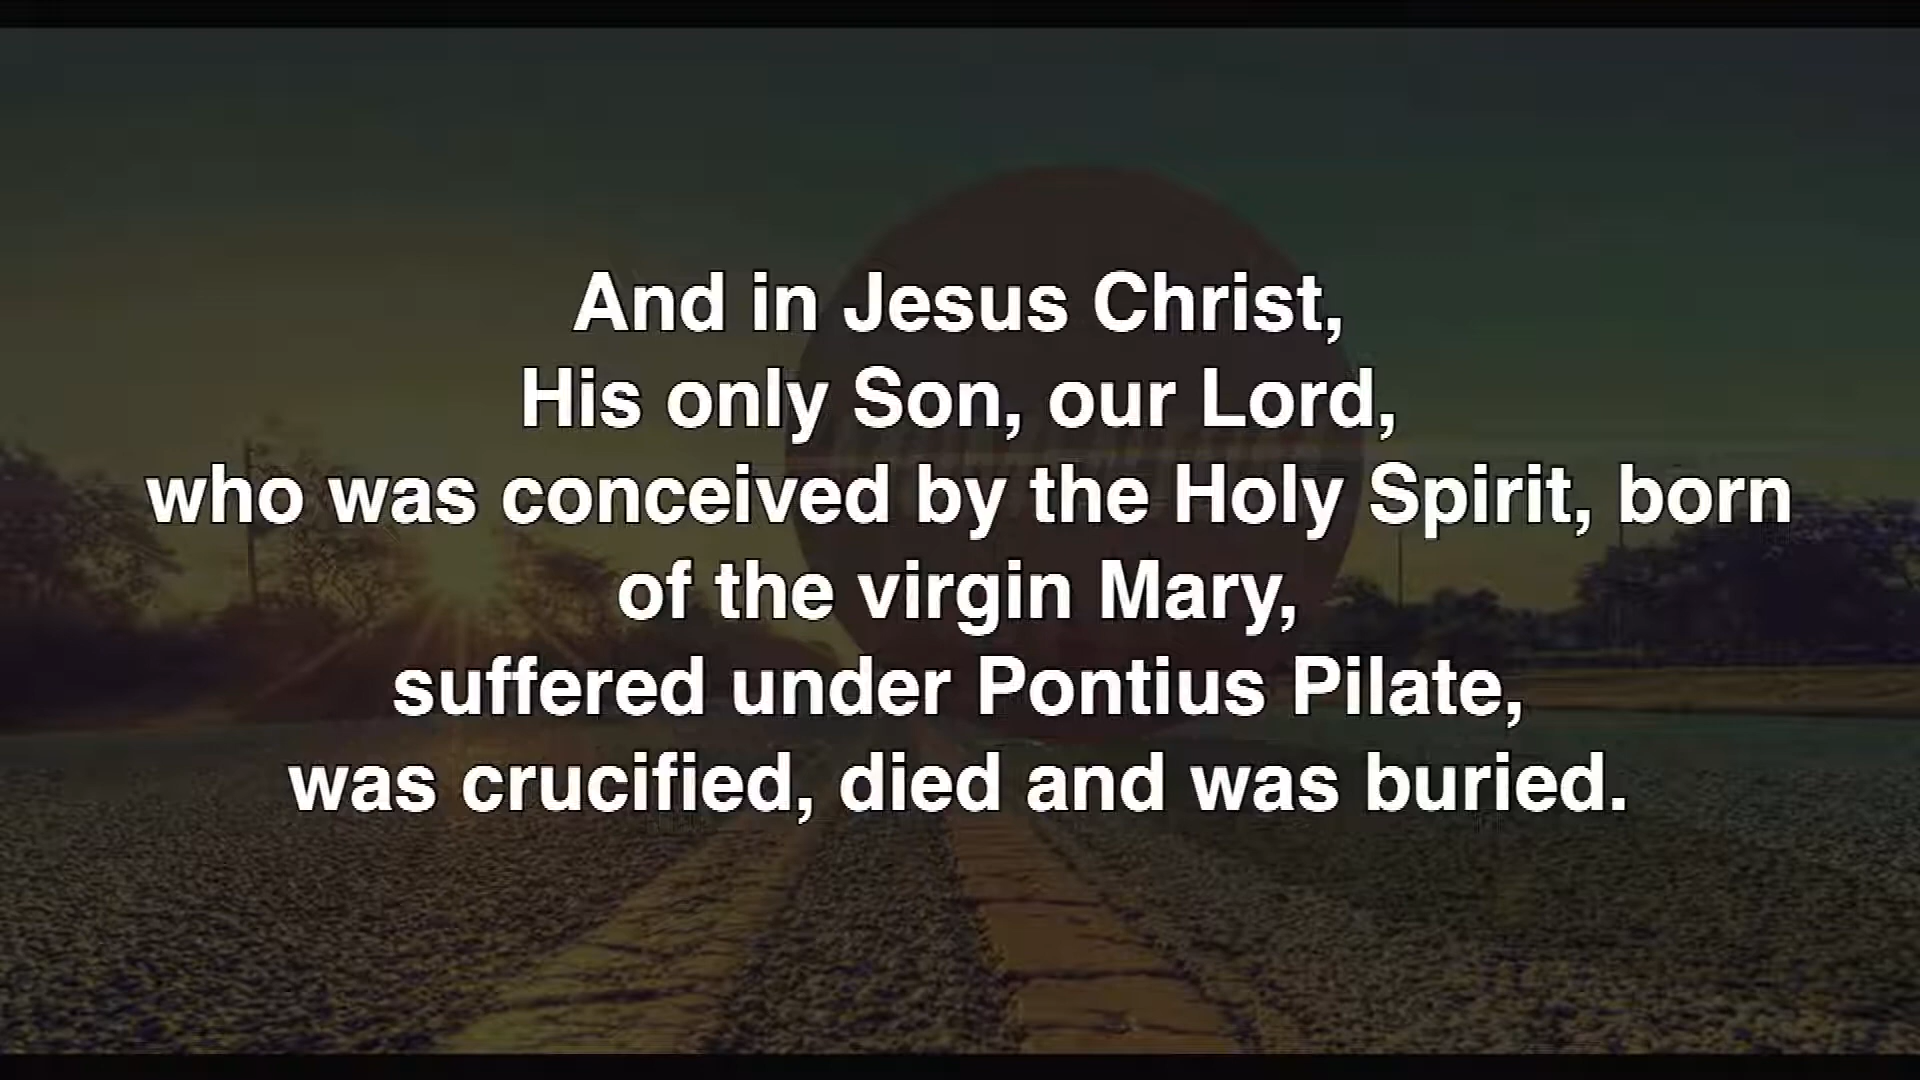 And in Jesus Christ,
His only Son, our Lord,
who was conceived by the Holy Spirit, born
of the virgin Mary,
suffered under Pontius Pilate,
was crucified, died and was buried.